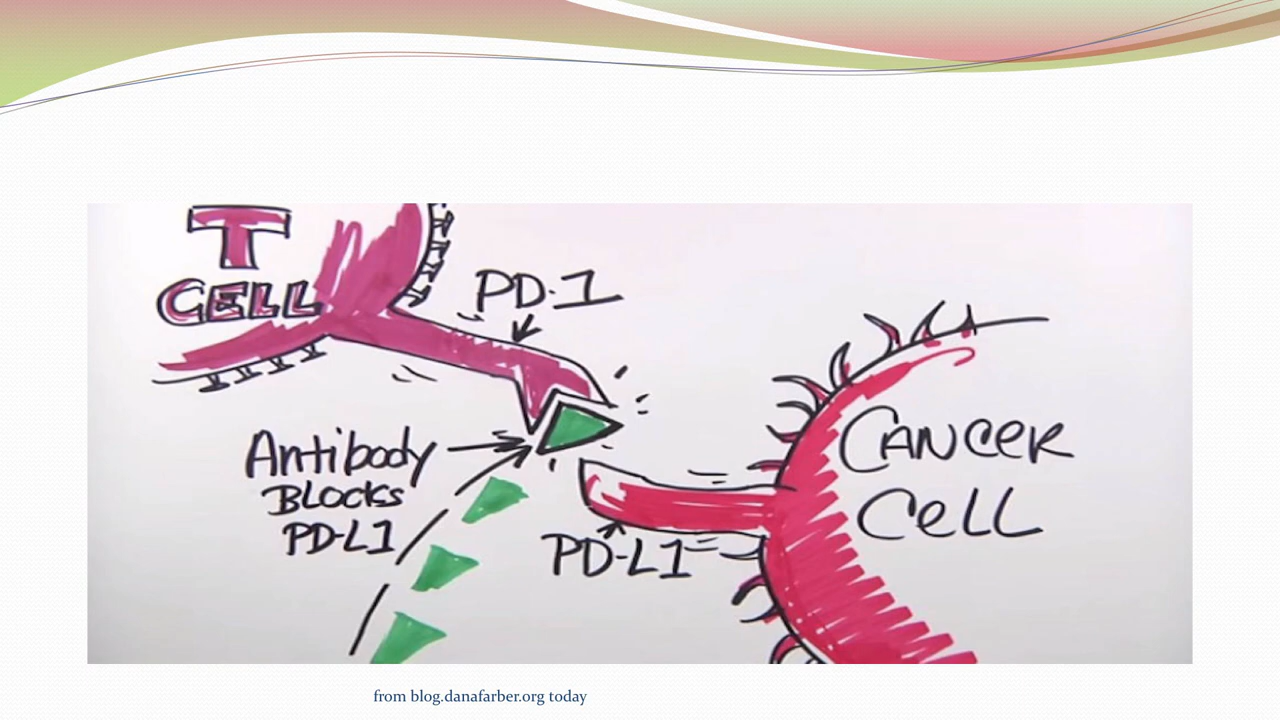 T
CELL
PD-1
Antibody
BLOCKS
PD-L1
PD-L1
CANCER
CELL
from blog.danafarber.org today